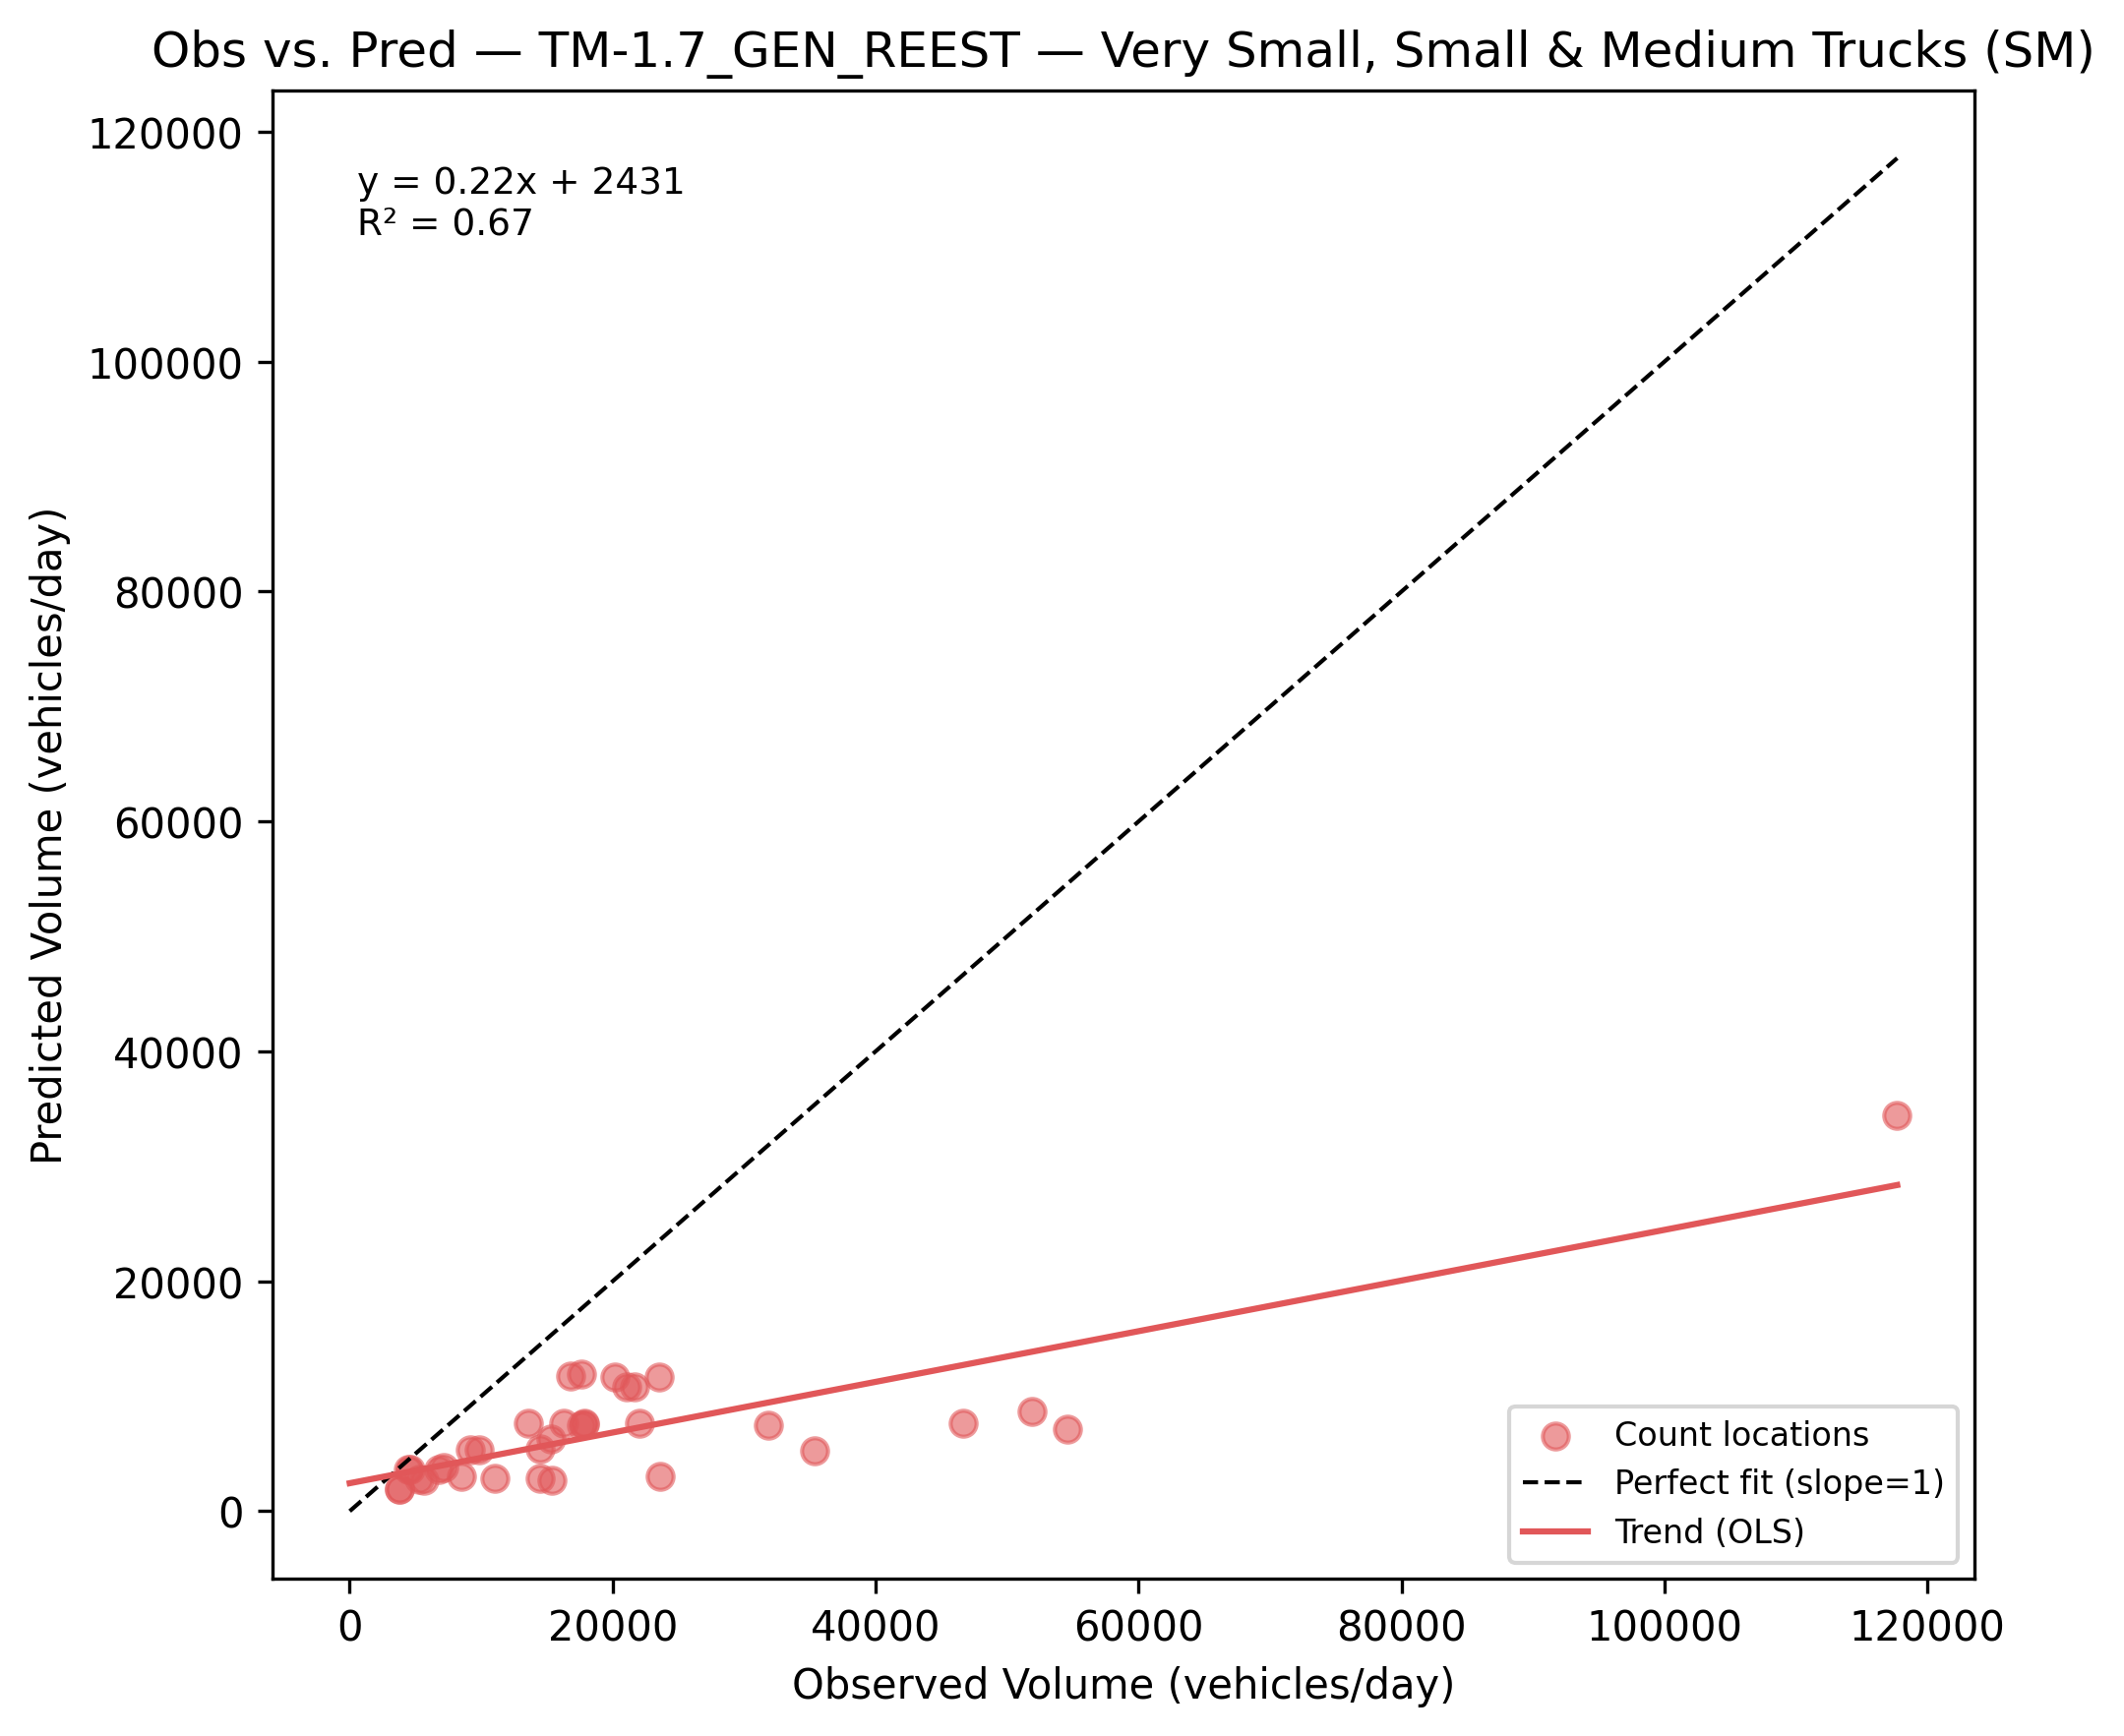 Obs vs. Pred — TM-1.7_GEN_REEST — Very Small, Small & Medium Trucks (SM)
y = 0.22x + 2431
R² = 0.67
Predicted Volume (vehicles/day)
120000
100000
80000
60000
40000
20000
0
Count locations
Perfect fit (slope=1)
Trend (OLS)
0 20000 40000 60000 80000 100000 120000
Observed Volume (vehicles/day)